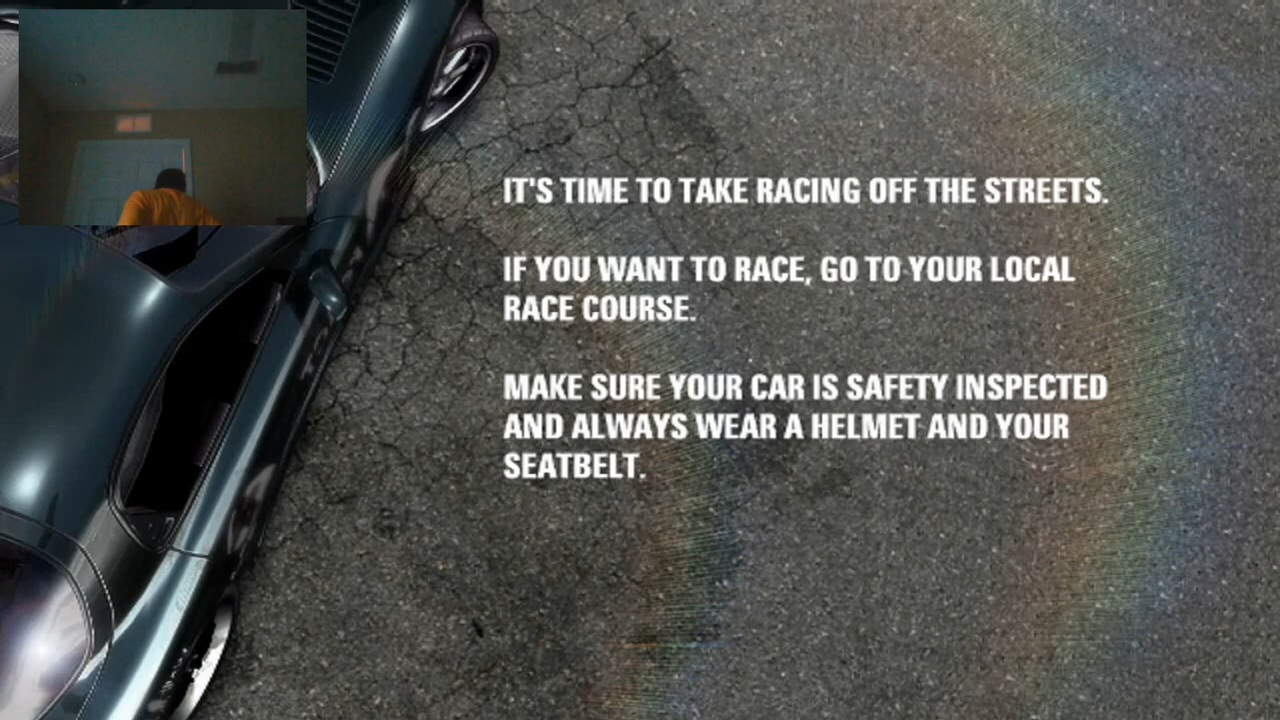 IT'S TIME TO TAKE RACING OFF THE STREETS.
IF YOU WANT TO RACE, GO TO YOUR LOCAL
RACE COURSE.
MAKE SURE YOUR CAR IS SAFETY INSPECTED
AND ALWAYS WEAR A HELMET AND YOUR
SEATBELT.